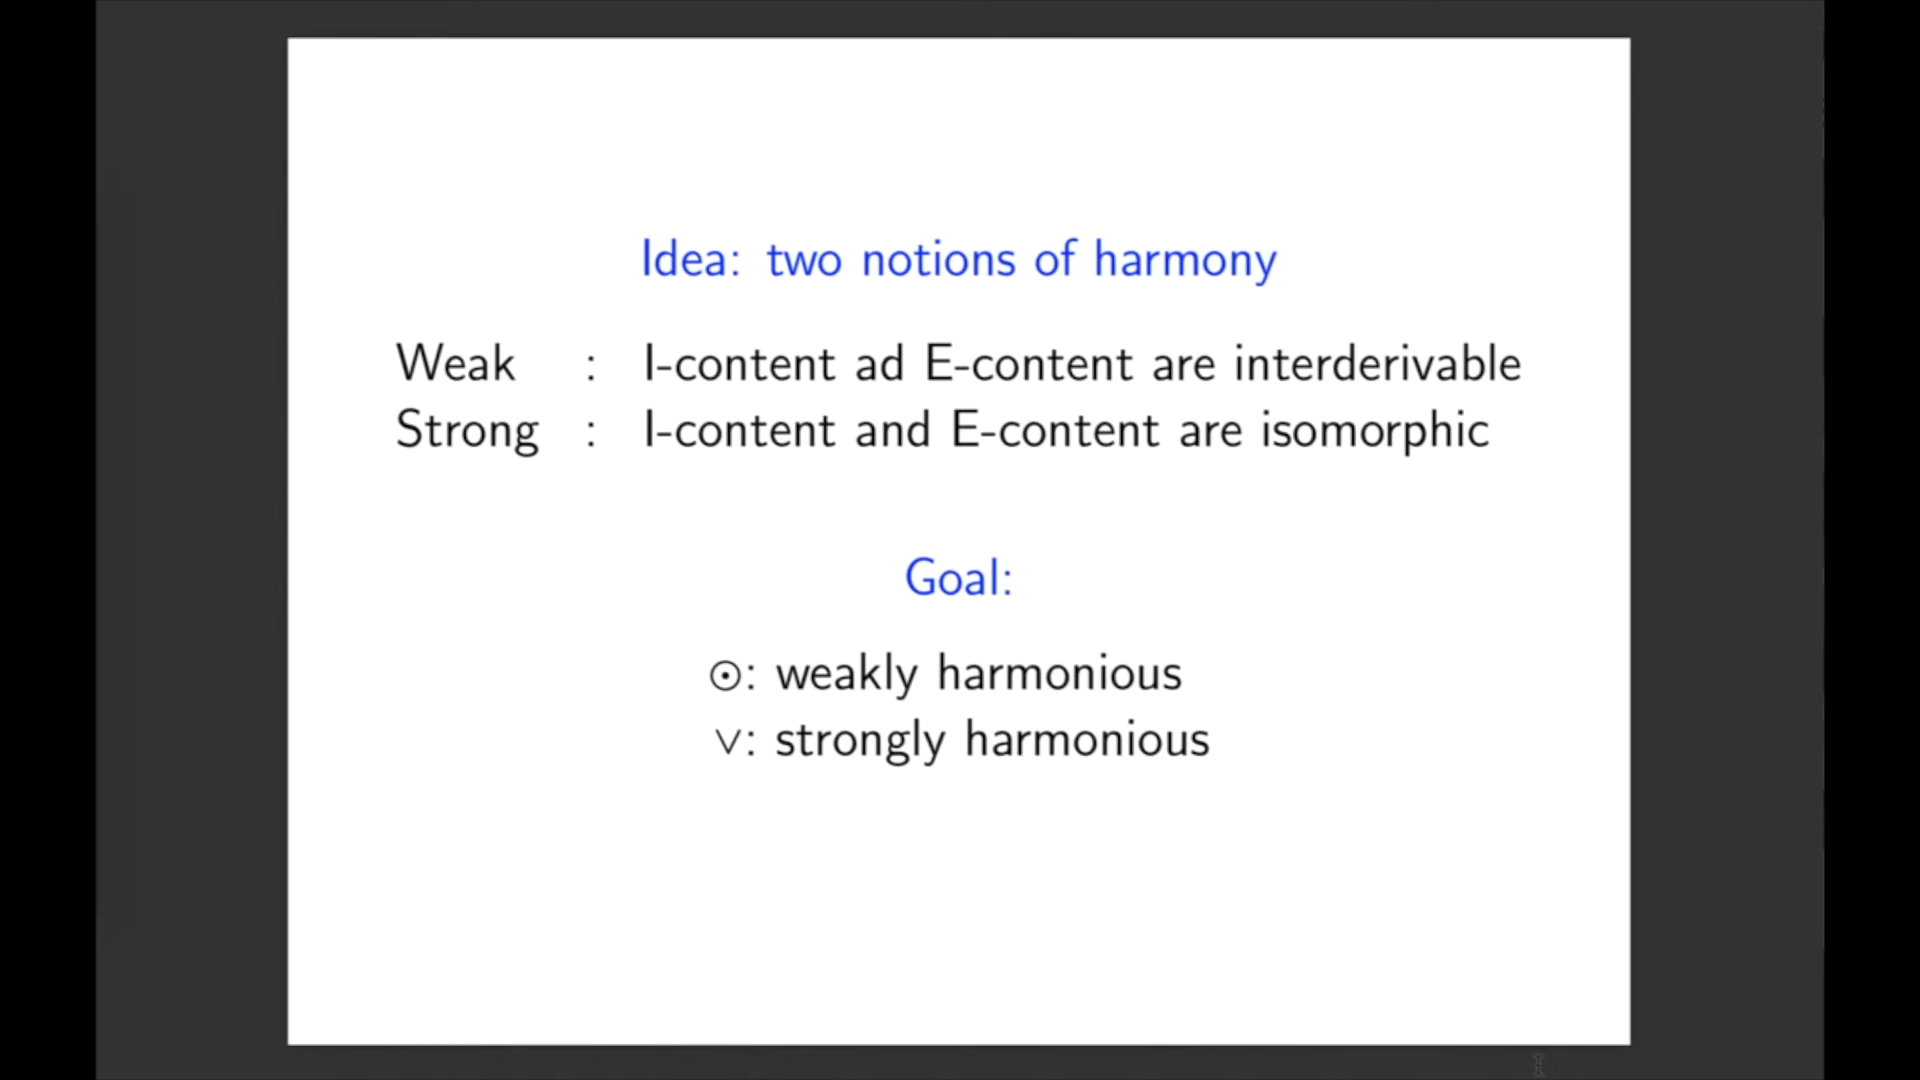 Idea: two notions of harmony
Weak : I-content ad E-content are interderivable
Strong : I-content and E-content are isomorphic
Goal:
⊙: weakly harmonious
∨: strongly harmonious